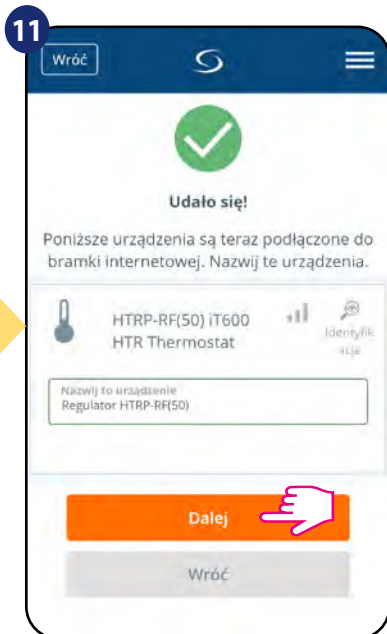 11
Wróć
Udało się!
Poniższe urządzenia są teraz podłączone do
bramki internetowej. Nazwij te urządzenia.
HTRP-RF(50) iT600
HTR Thermostat
Identyfik
acja
Nazwij to urządzenie
Regulator HTRP-RF(50)
Dalej
Wróć